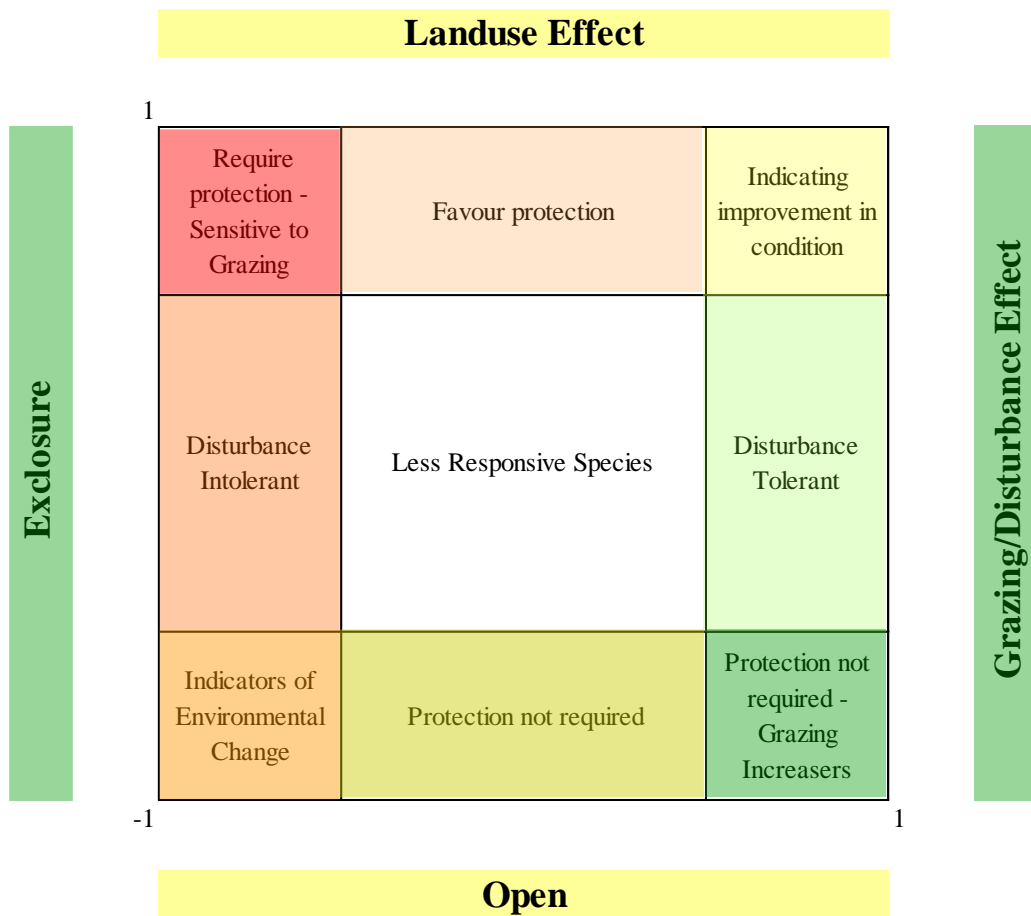 Landuse Effect
1
Require
protection -
Sensitive to
Grazing
Favour protection
Indicating
improvement in
condition
Exclosure
Grazing/Disturbance Effect
Disturbance
Intolerant
Less Responsive Species
Disturbance
Tolerant
Indicators of
Environmental
Change
Protection not required
Protection not
required -
Grazing
Increasers
-1
1
Open